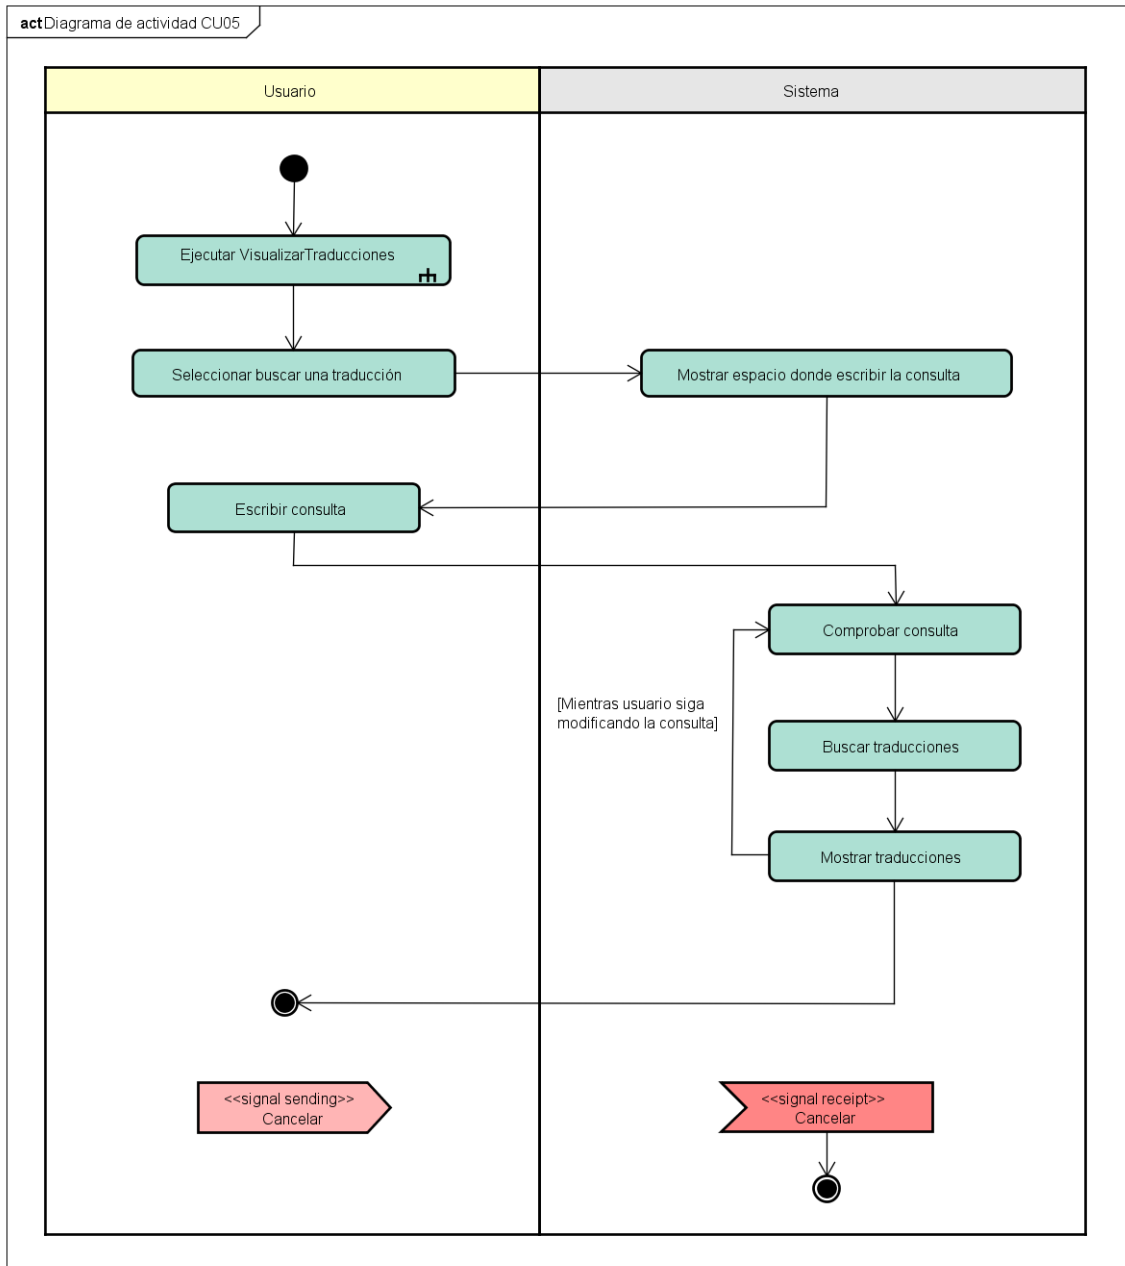 act Diagrama de actividad CU05
Usuario
Sistema
Ejecutar VisualizarTraducciones
Seleccionar buscar una traducción
Mostrar espacio donde escribir la consulta
Escribir consulta
Comprobar consulta
[Mientras usuario siga
modificando la consulta]
Buscar traducciones
Mostrar traducciones
<<signal sending>>
Cancelar
<<signal receipt>>
Cancelar